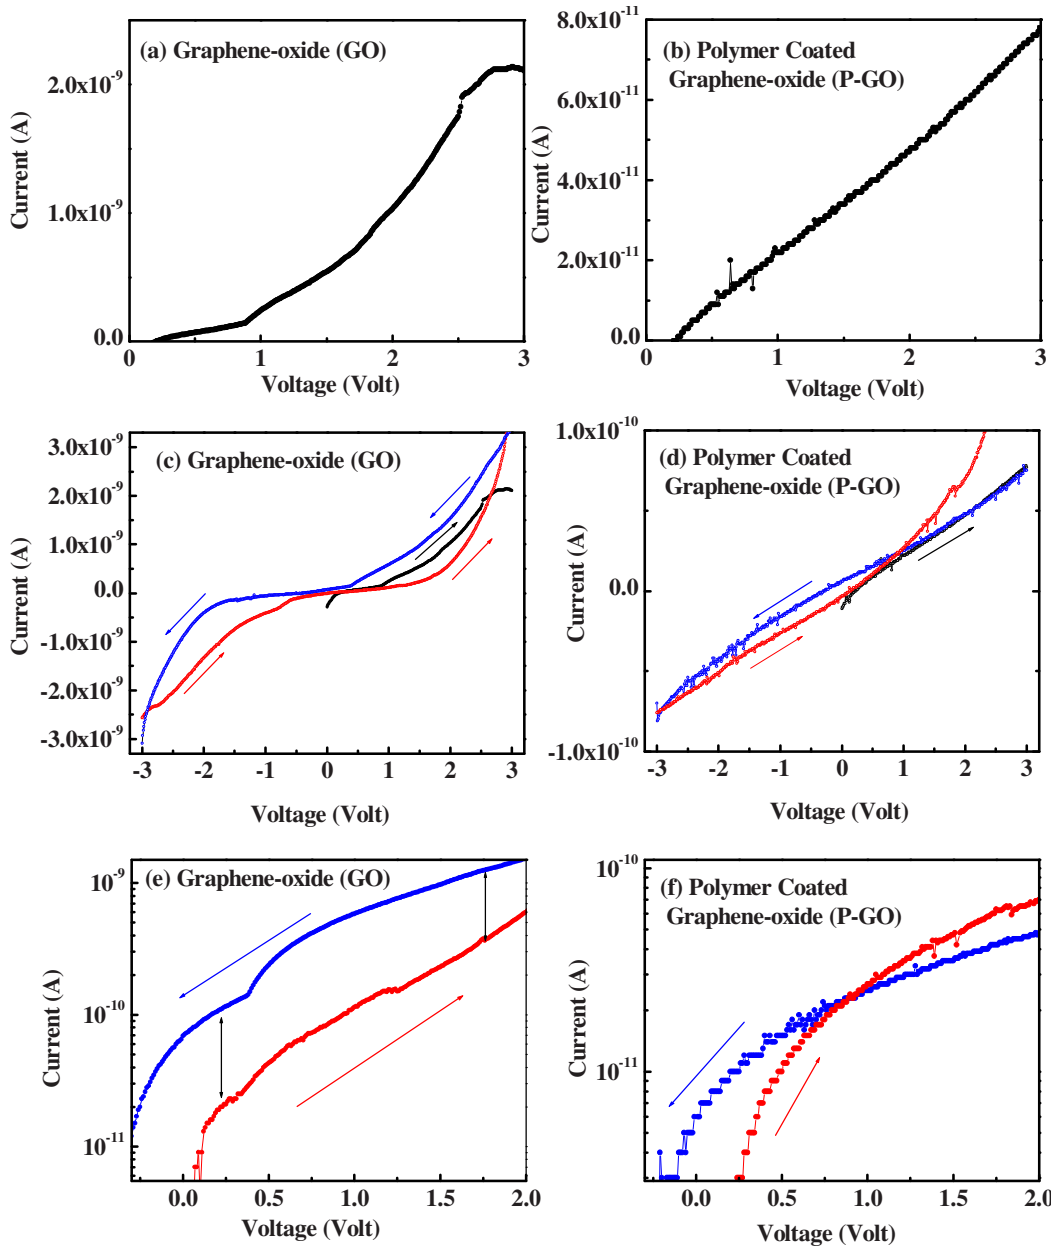 (a) Graphene-oxide (GO)
2.0x10⁻⁹
1.0x10⁻⁹
0.0
Current (A)
0 1 2 3
Voltage (Volt)
(b) Polymer Coated
Graphene-oxide (P-GO)
8.0x10⁻¹¹
6.0x10⁻¹¹
4.0x10⁻¹¹
2.0x10⁻¹¹
0.0
Current (A)
0 1 2 3
Voltage (Volt)
(c) Graphene-oxide (GO)
3.0x10⁻⁹
2.0x10⁻⁹
1.0x10⁻⁹
0.0
-1.0x10⁻⁹
-2.0x10⁻⁹
-3.0x10⁻⁹
Current (A)
-3 -2 -1 0 1 2 3
Voltage (Volt)
(d) Polymer Coated
Graphene-oxide (P-GO)
1.0x10⁻¹⁰
0.0
-1.0x10⁻¹⁰
Current (A)
-3 -2 -1 0 1 2 3
Voltage (Volt)
(e) Graphene-oxide (GO)
10⁻⁹
10⁻¹⁰
10⁻¹¹
Current (A)
0.0 0.5 1.0 1.5 2.0
Voltage (Volt)
(f) Polymer Coated
Graphene-oxide (P-GO)
10⁻¹⁰
10⁻¹¹
Current (A)
0.0 0.5 1.0 1.5 2.0
Voltage (Volt)